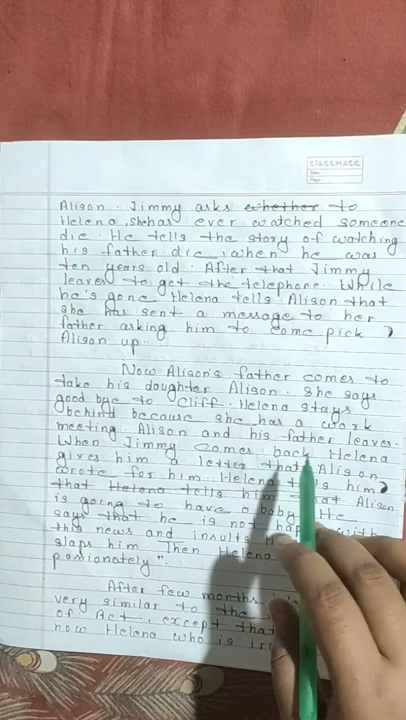 CLASSMATE
Date
Page
Alison. Jimmy asks whether to
Helena, she has ever watched someone
die. He tells the story of watching
his father die, when he was
ten years old. After that Jimmy
leaves to get the telephone. While
he's gone Helena tells Alison that
she has sent a message to her
father asking him to come pick
Alison up.
Now Alison's father comes to
take his daughter Alison. She says
good bye to Cliff. Helena stays
behind because she has a work
meeting. Alison and his father leaves.
When Jimmy comes back Helena
gives him a letter that Alison
wrote for him. Helena him
that Helena tells him that Alison
is going to have a baby. He
says that he is not with
this news and insults
slaps him. Then Helena
passionately".
After few months
very similar to the
of Act, except that
now Helena who is